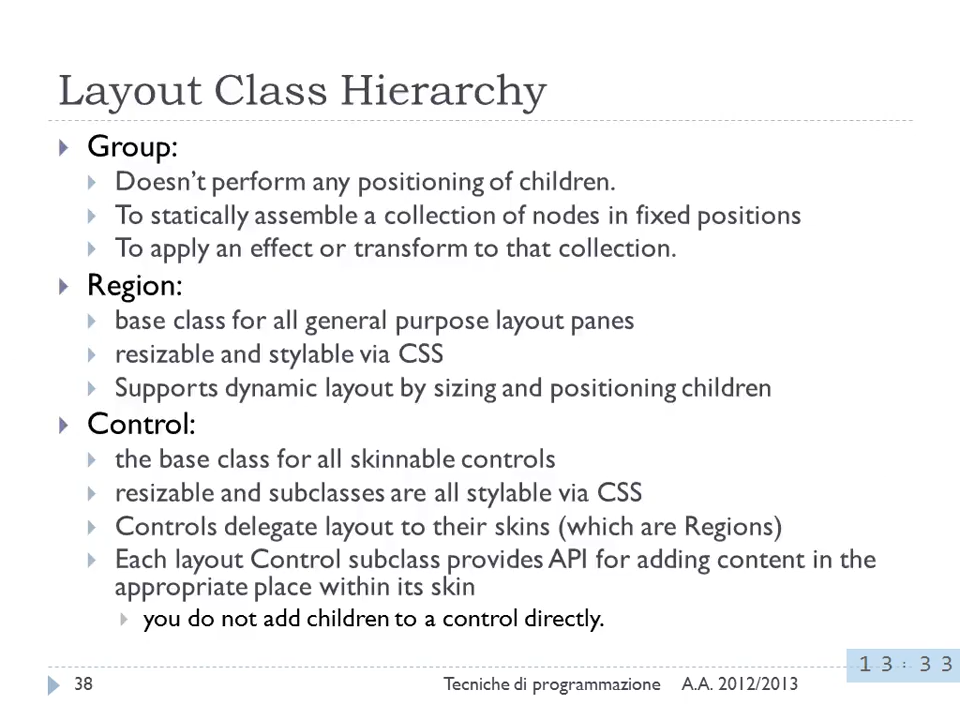 Layout Class Hierarchy
Group:
Doesn't perform any positioning of children.
To statically assemble a collection of nodes in fixed positions
To apply an effect or transform to that collection.
Region:
base class for all general purpose layout panes
resizable and stylable via CSS
Supports dynamic layout by sizing and positioning children
Control:
the base class for all skinnable controls
resizable and subclasses are all stylable via CSS
Controls delegate layout to their skins (which are Regions)
Each layout Control subclass provides API for adding content in the
appropriate place within its skin
you do not add children to a control directly.
13:33
38 Tecniche di programmazione A.A. 2012/2013